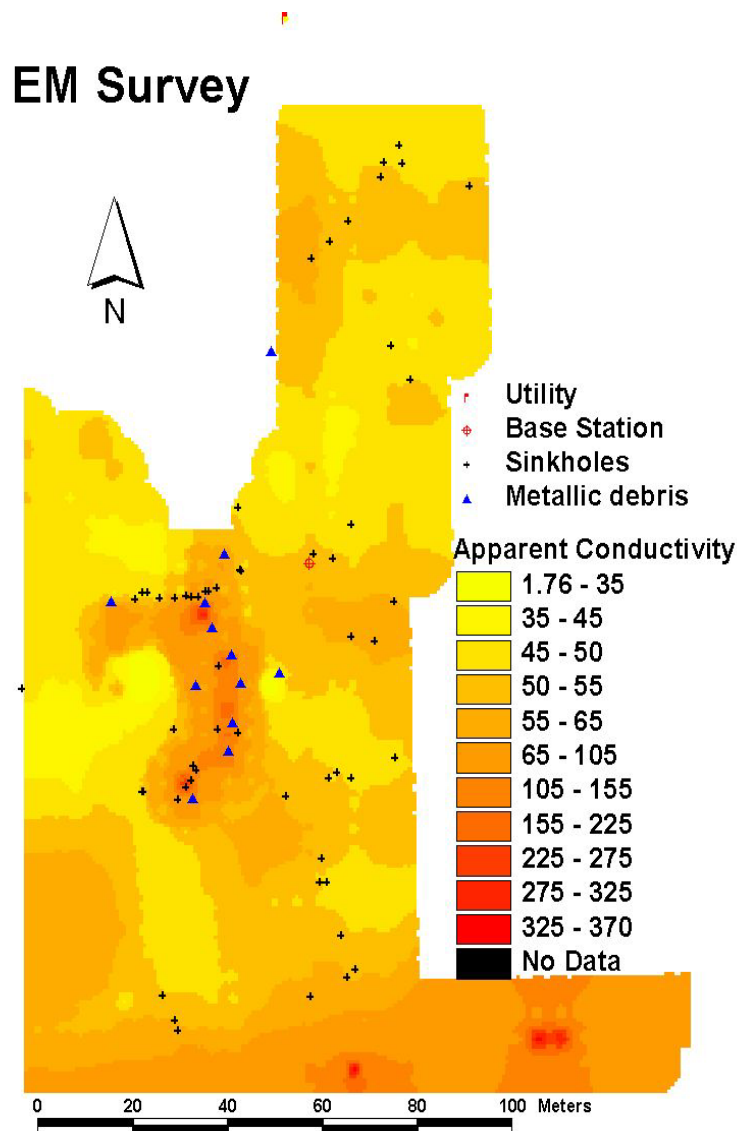 EM Survey
N
Utility
Base Station
Sinkholes
Metallic debris
Apparent Conductivity
1.76 - 35
35 - 45
45 - 50
50 - 55
55 - 65
65 - 105
105 - 155
155 - 225
225 - 275
275 - 325
325 - 370
No Data
0 20 40 60 80 100 Meters